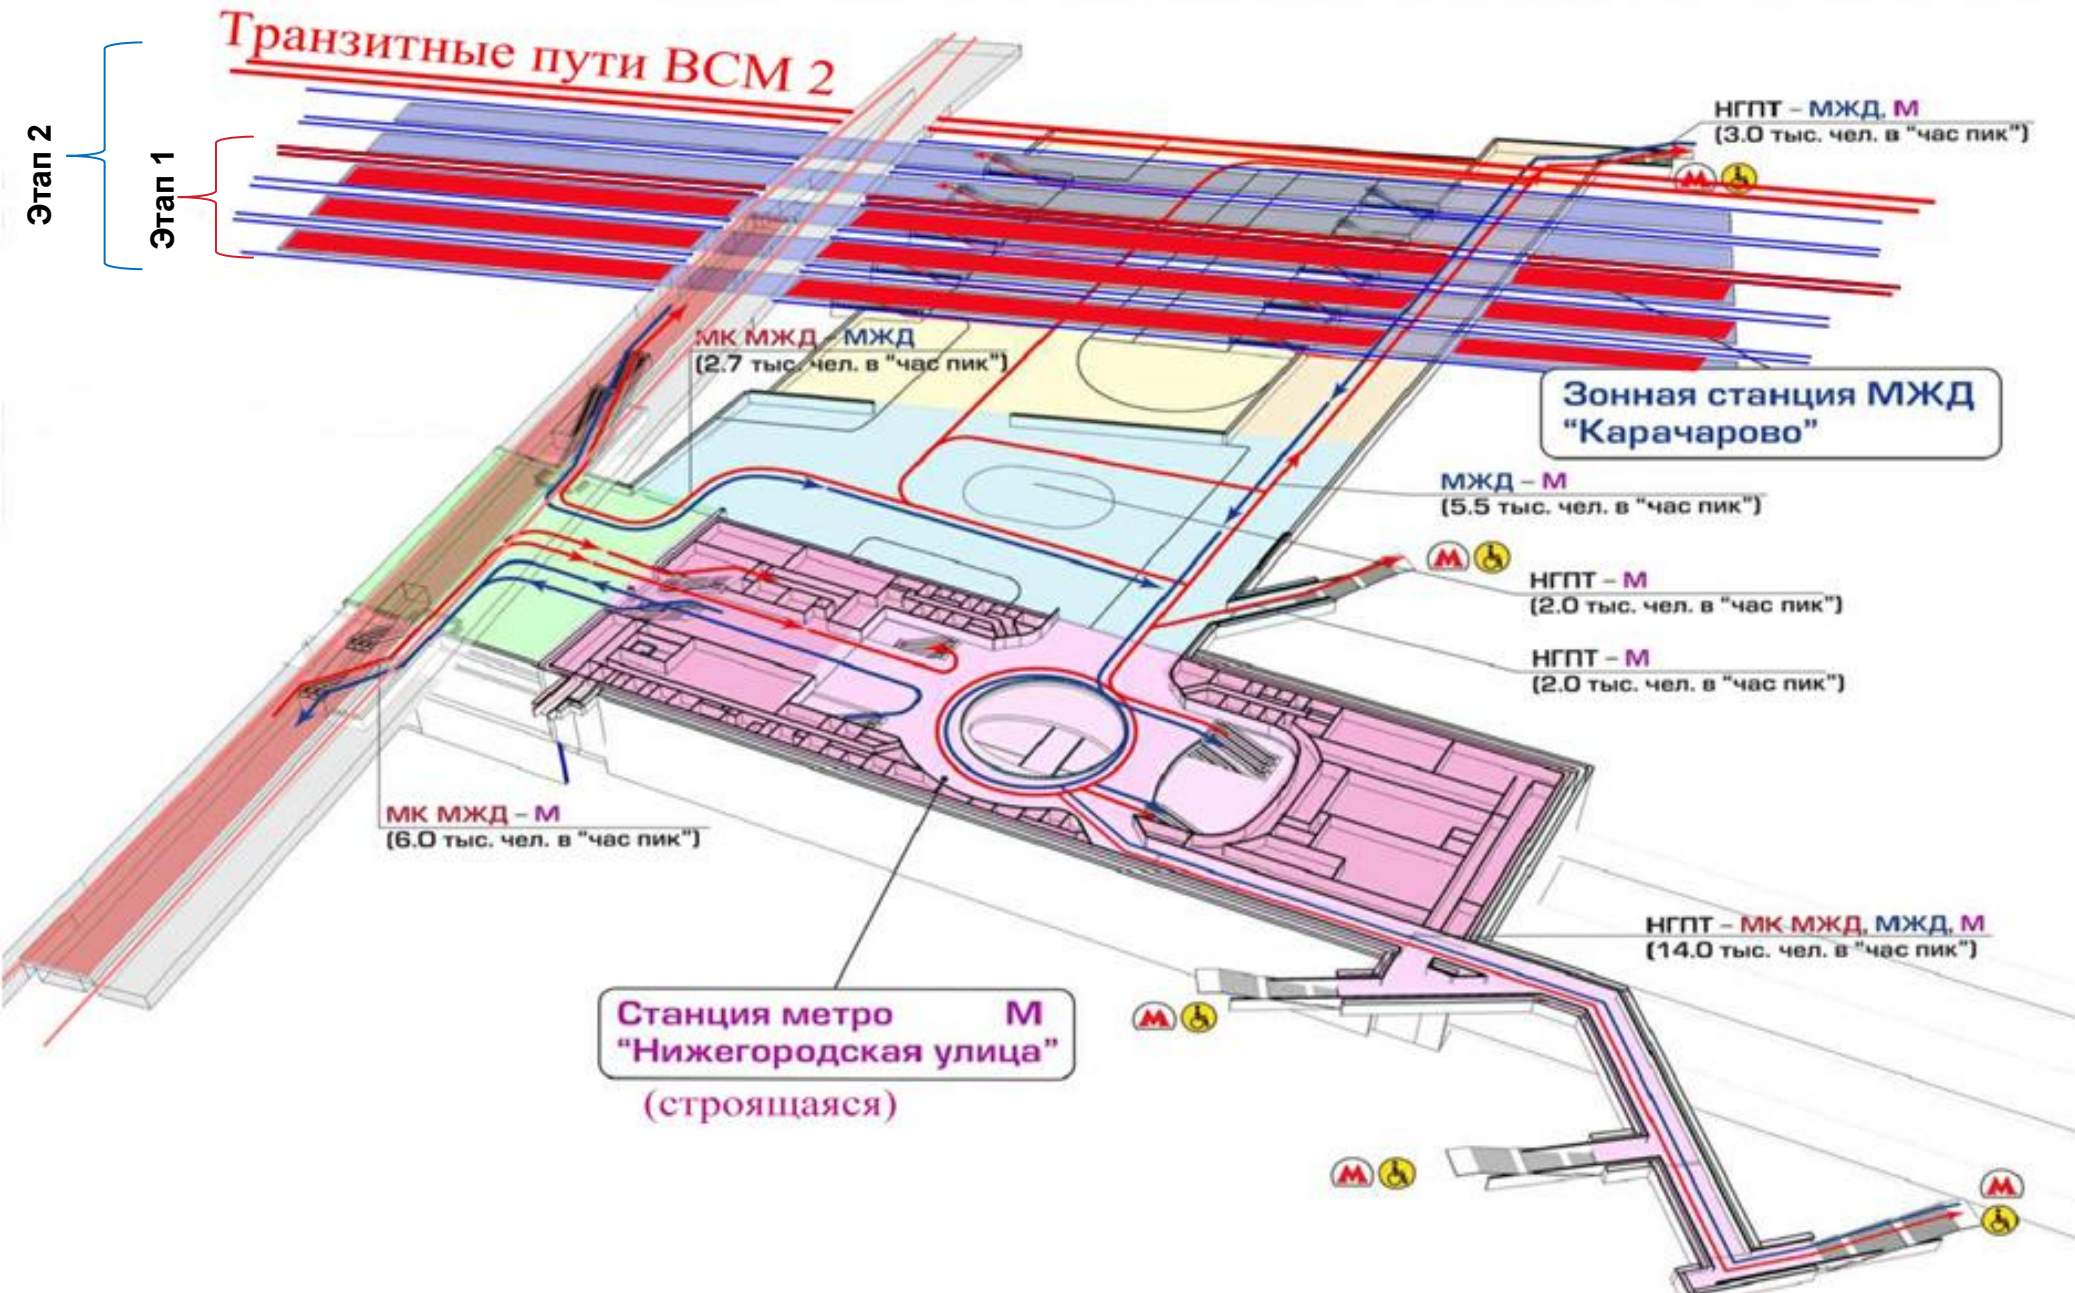 Транзитные пути ВСМ 2
Этап 2
Этап 1
НГПТ – МЖД, М
(3.0 тыс. чел. в "час пик")
М
МК МЖД – МЖД
(2.7 тыс. чел. в "час пик")
Зонная станция МЖД
"Карачарово"
МЖД – М
(5.5 тыс. чел. в "час пик")
М
НГПТ – М
(2.0 тыс. чел. в "час пик")
НГПТ – М
(2.0 тыс. чел. в "час пик")
МК МЖД – М
(6.0 тыс. чел. в "час пик")
НГПТ – МК МЖД, МЖД, М
(14.0 тыс. чел. в "час пик")
Станция метро М
"Нижегородская улица"
(строящаяся)
М
М
М